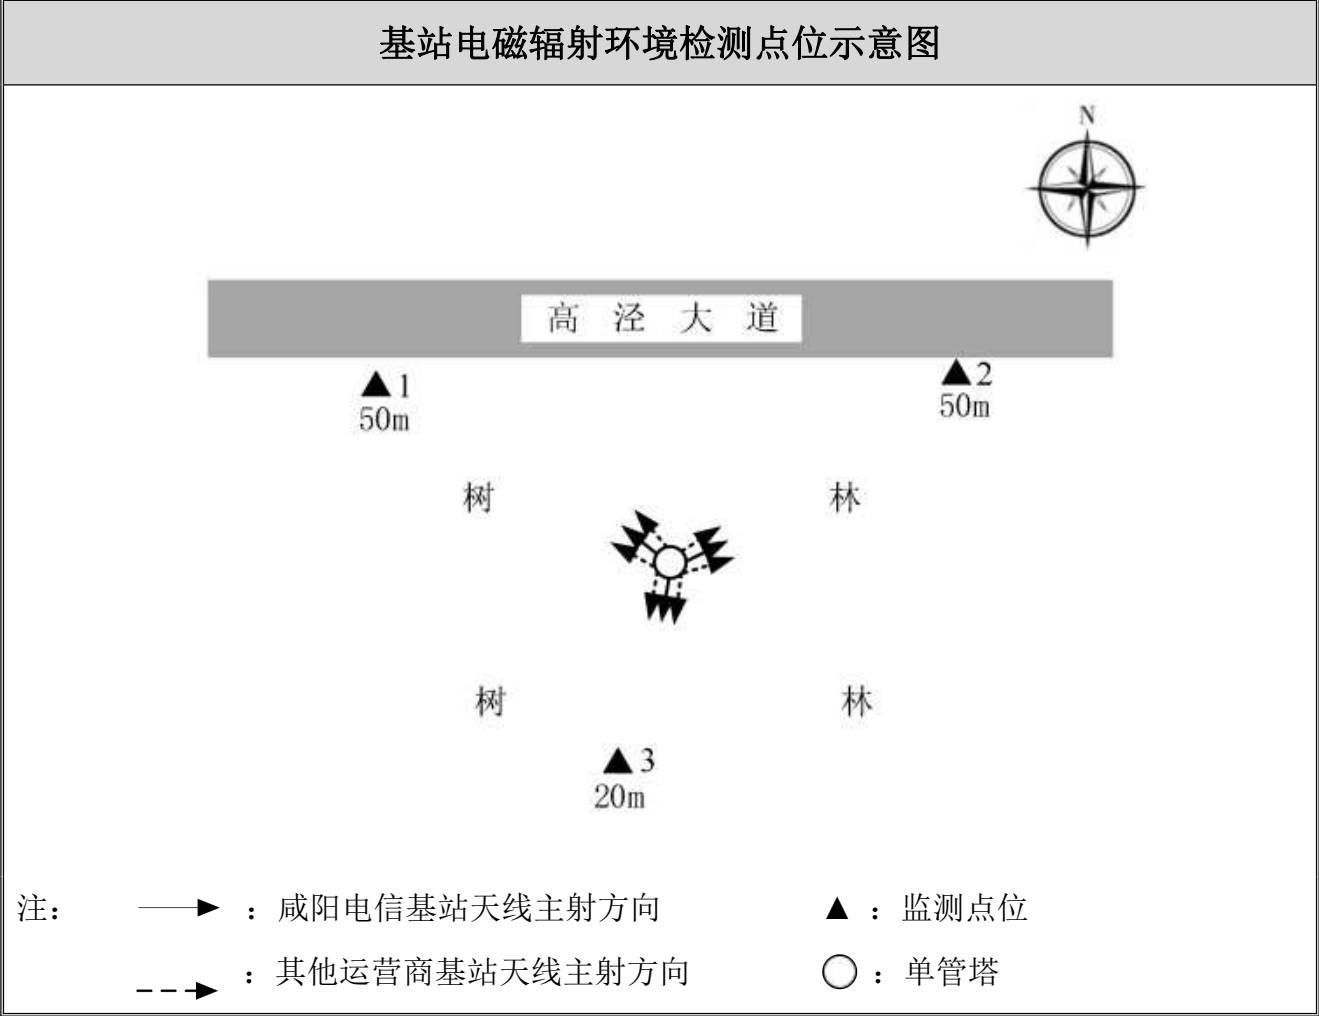 基站电磁辐射环境检测点位示意图
N
高泾大道
▲1
50m
▲2
50m
树 林
树 林
▲3
20m
注: :咸阳电信基站天线主射方向 ▲:监测点位
:其他运营商基站天线主射方向 :单管塔